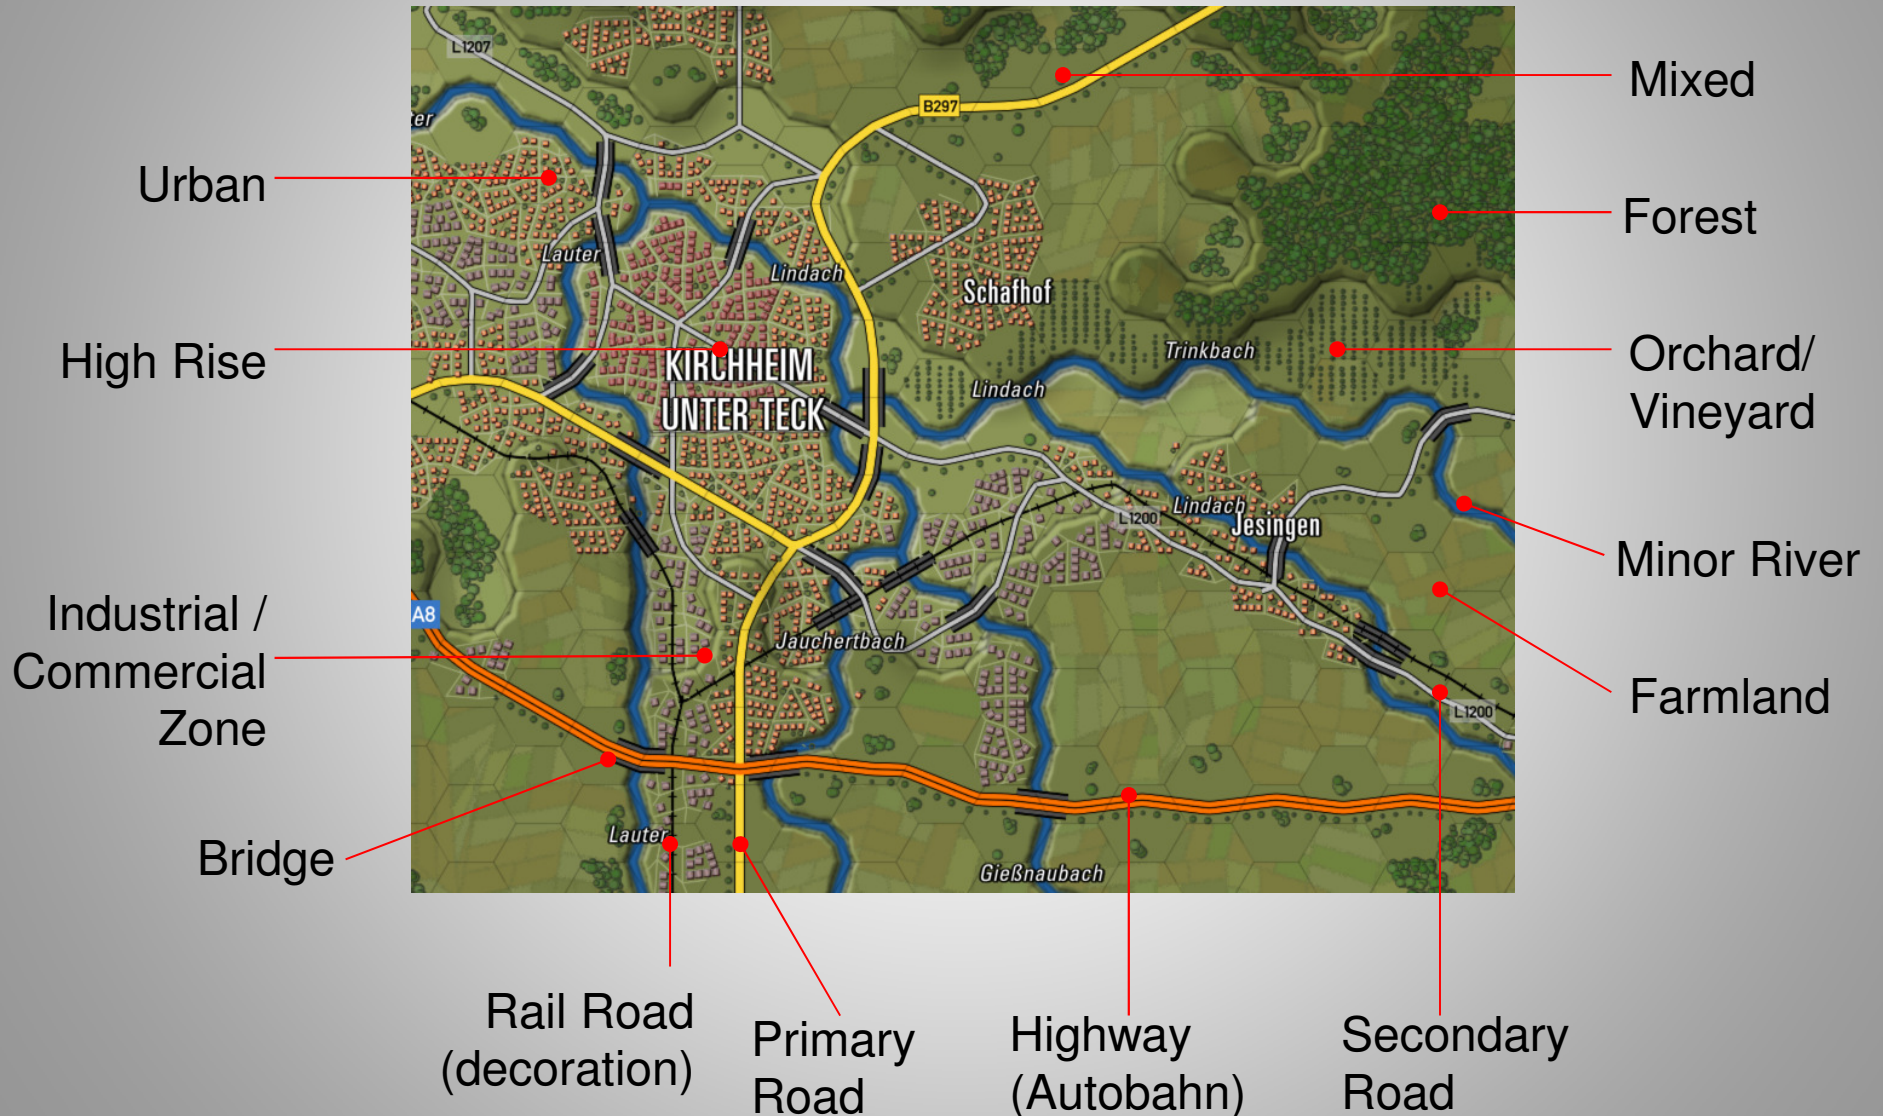 L1207
Mixed
B297
er
Urban
Forest
Lauter
Lindach
Schafhof
High Rise
Trinkbach
Orchard/
Vineyard
KIRCHHEIM
UNTER TECK
Lindach
Lindach
L1200
Jesingen
Minor River
A8
Industrial /
Commercial
Zone
Jauchertbach
Farmland
L1200
Bridge
Lauter
Gießnaubach
Rail Road
(decoration)
Primary
Road
Highway
(Autobahn)
Secondary
Road